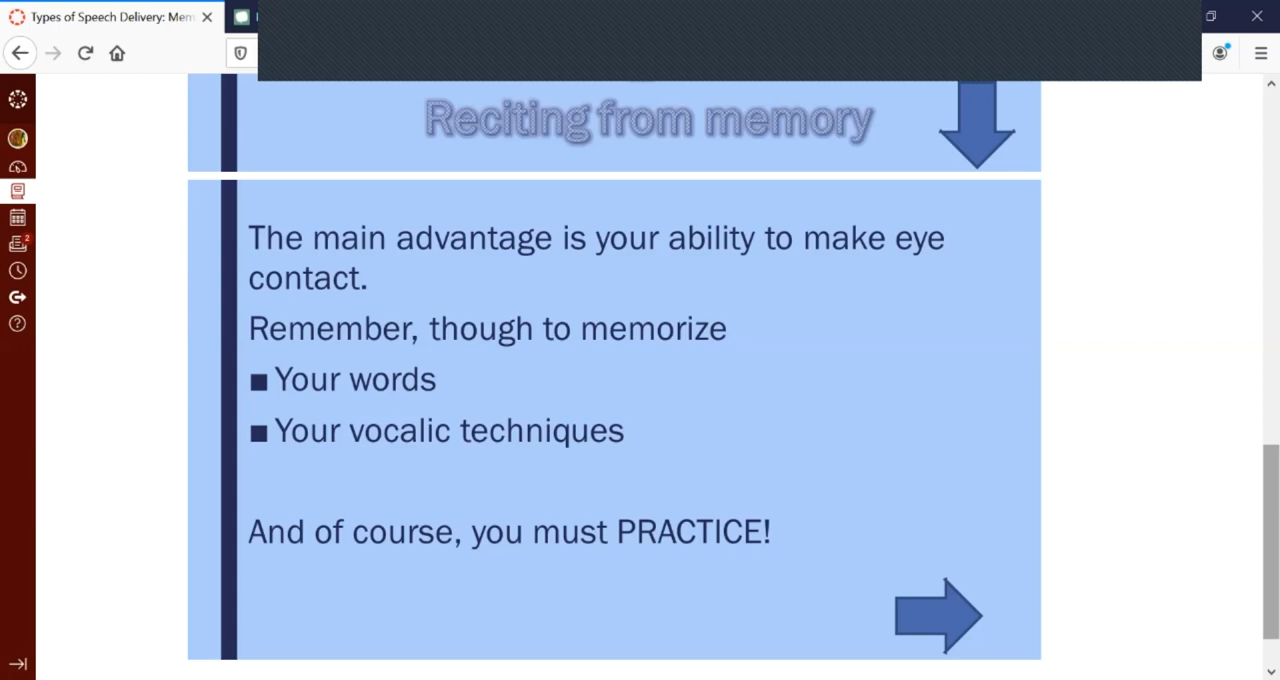 Types of Speech Delivery: Mem
Reciting from memory
The main advantage is your ability to make eye
contact.
Remember, though to memorize
■ Your words
■ Your vocalic techniques
And of course, you must PRACTICE!
2